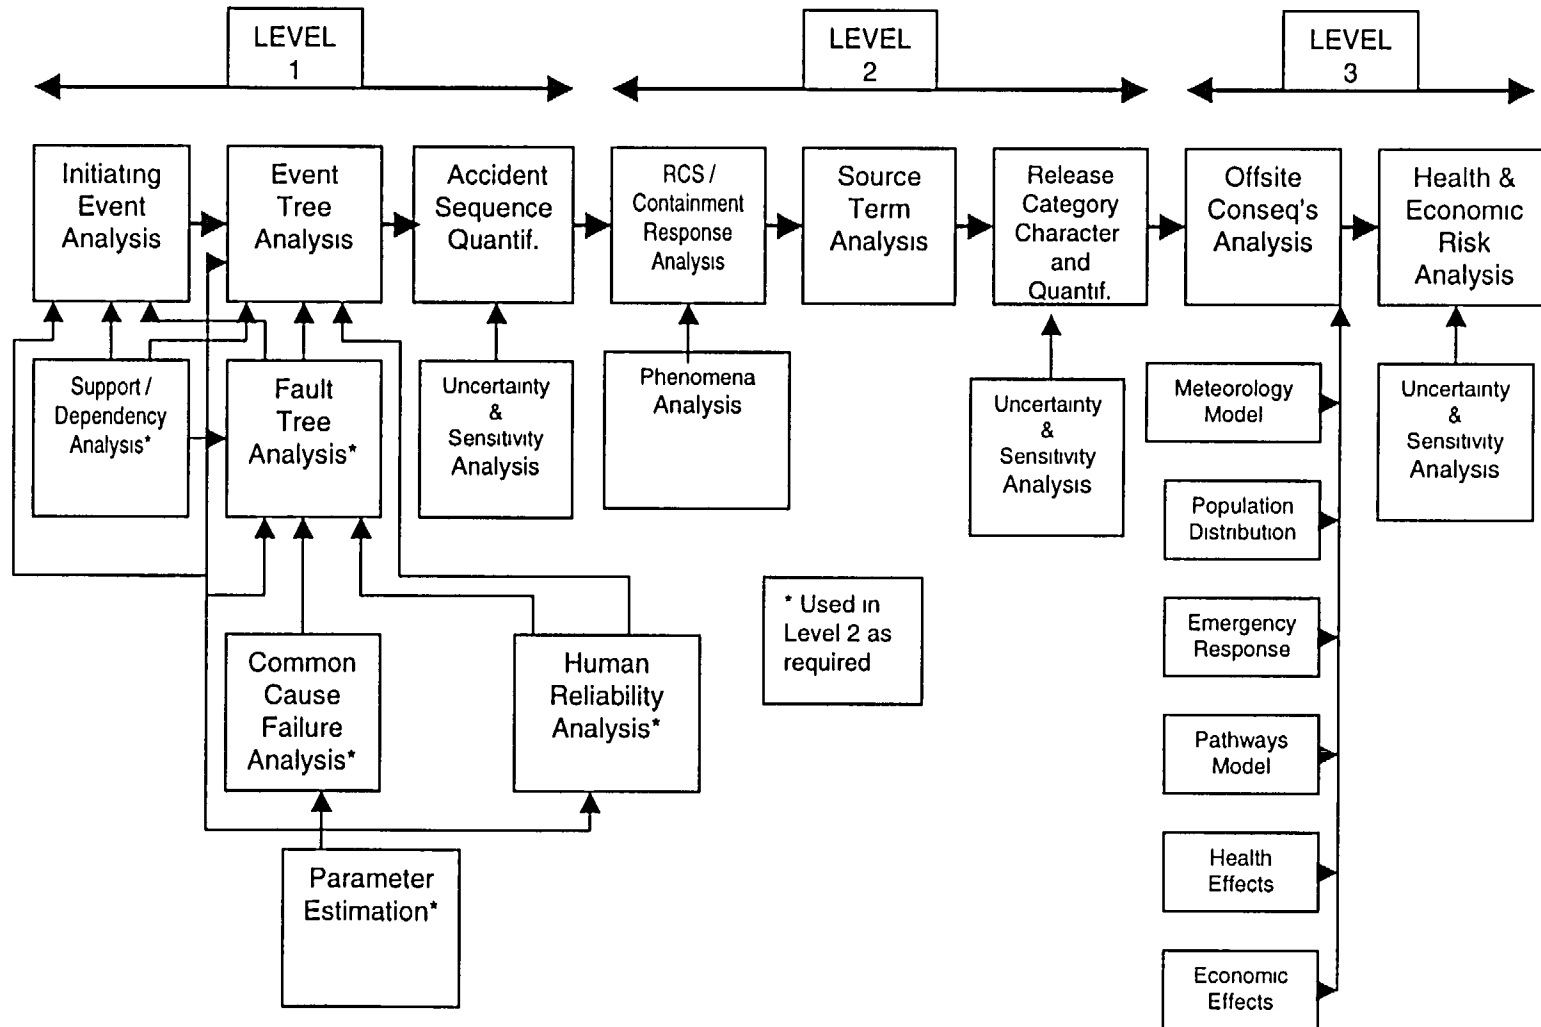 LEVEL
1
LEVEL
2
LEVEL
3
Initiating
Event
Analysis
Event
Tree
Analysis
Accident
Sequence
Quantif.
RCS /
Containment
Response
Analysis
Source
Term
Analysis
Release
Category
Character
and
Quantif.
Offsite
Conseq's
Analysis
Health &
Economic
Risk
Analysis
Support /
Dependency
Analysis*
Fault
Tree
Analysis*
Uncertainty
&
Sensitivity
Analysis
Phenomena
Analysis
Uncertainty
&
Sensitivity
Analysis
Meteorology
Model
Uncertainty
&
Sensitivity
Analysis
Population
Distribution
Emergency
Response
Pathways
Model
Health
Effects
Economic
Effects
* Used in
Level 2 as
required
Common
Cause
Failure
Analysis*
Human
Reliability
Analysis*
Parameter
Estimation*